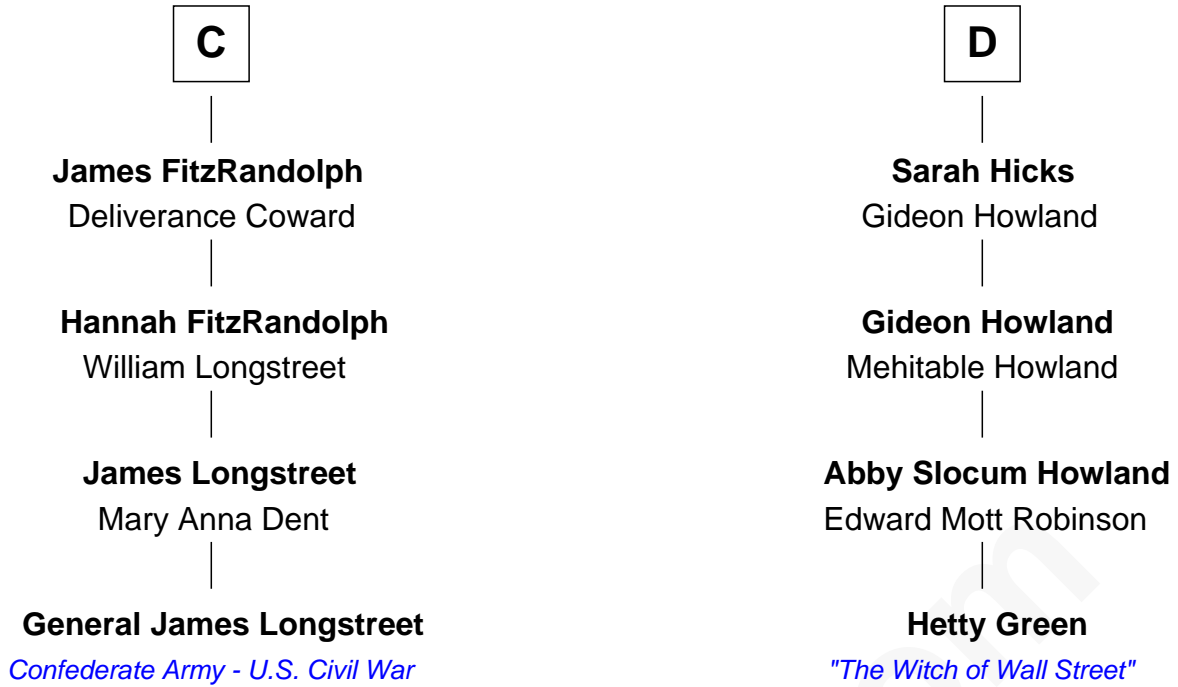 C
James FitzRandolph
Deliverance Coward
Hannah FitzRandolph
William Longstreet
James Longstreet
Mary Anna Dent
General James Longstreet
Confederate Army - U.S. Civil War
D
Sarah Hicks
Gideon Howland
Gideon Howland
Mehitable Howland
Abby Slocum Howland
Edward Mott Robinson
Hetty Green
"The Witch of Wall Street"